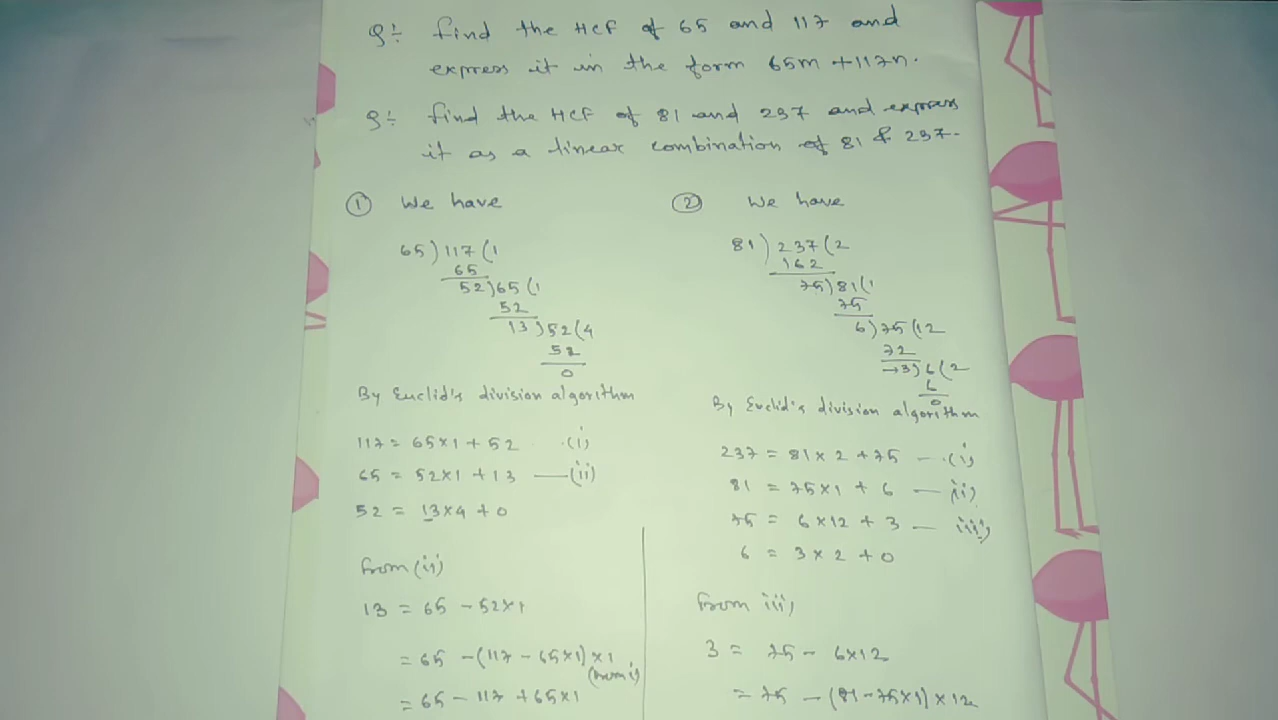 Q:- Find the HCF of 65 and 117 and
express it in the form 65m + 117n.
Q:- Find the HCF of 81 and 237 and express
it as a linear combination of 81 & 237.
① We have
65)117(1
65
52)65(1
52
13)52(4
52
0
By Euclid's division algorithm
117 = 65×1 + 52 —(i)
65 = 52×1 + 13 —(ii)
52 = 13×4 + 0
from (ii)
13 = 65 - 52×1
= 65 - (117 - 65×1)×1 (from i)
= 65 - 117 + 65×1
② We have
81)237(2
162
75)81(1
75
6)75(12
72
→3)6(2
6
0
By Euclid's division algorithm
237 = 81×2 + 75 —(i)
81 = 75×1 + 6 — ii)
75 = 6×12 + 3 — iii)
6 = 3×2 + 0
from iii)
3 = 75 - 6×12
= 75 - (81 - 75×1)×12